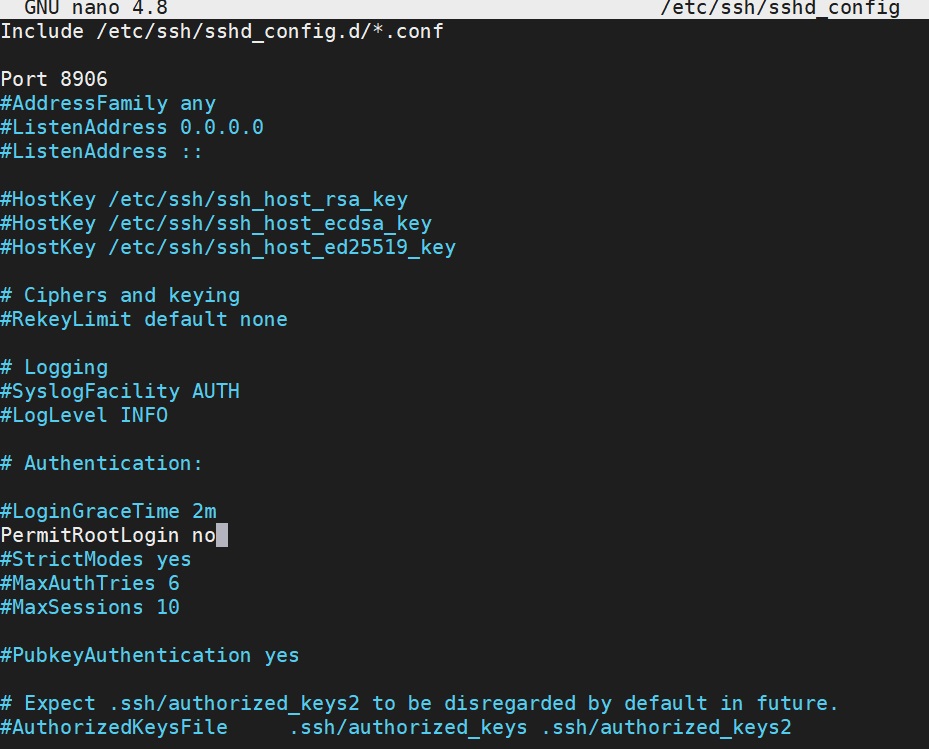 GNU nano 4.8 /etc/ssh/sshd_config
Include /etc/ssh/sshd_config.d/*.conf
Port 8906
#AddressFamily any
#ListenAddress 0.0.0.0
#ListenAddress ::
#HostKey /etc/ssh/ssh_host_rsa_key
#HostKey /etc/ssh/ssh_host_ecdsa_key
#HostKey /etc/ssh/ssh_host_ed25519_key
# Ciphers and keying
#RekeyLimit default none
# Logging
#SyslogFacility AUTH
#LogLevel INFO
# Authentication:
#LoginGraceTime 2m
PermitRootLogin no
#StrictModes yes
#MaxAuthTries 6
#MaxSessions 10
#PubkeyAuthentication yes
# Expect .ssh/authorized_keys2 to be disregarded by default in future.
#AuthorizedKeysFile     .ssh/authorized_keys .ssh/authorized_keys2